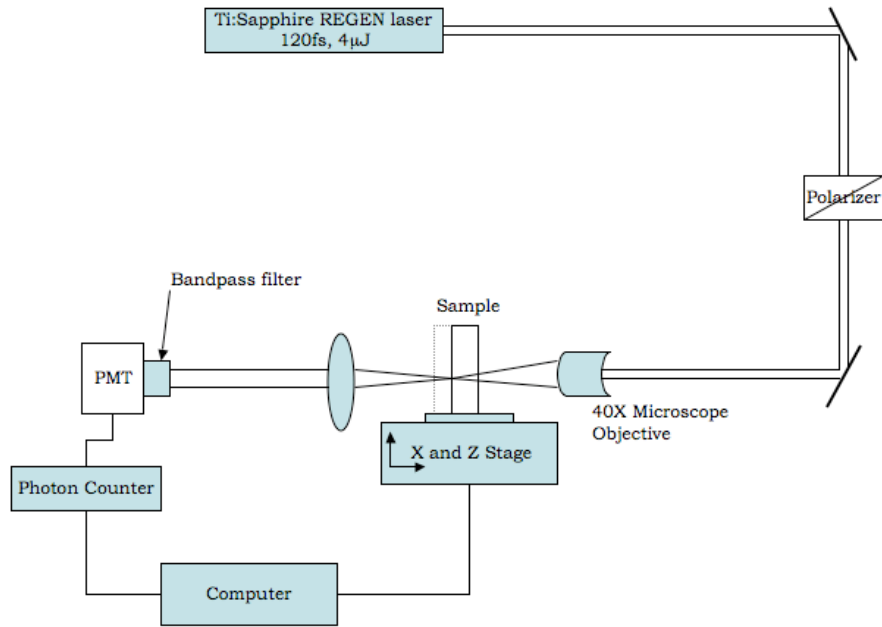 Ti:Sapphire REGEN laser
120fs, 4µJ
Polarizer
Bandpass filter
Sample
PMT
40X Microscope
Objective
X and Z Stage
Photon Counter
Computer